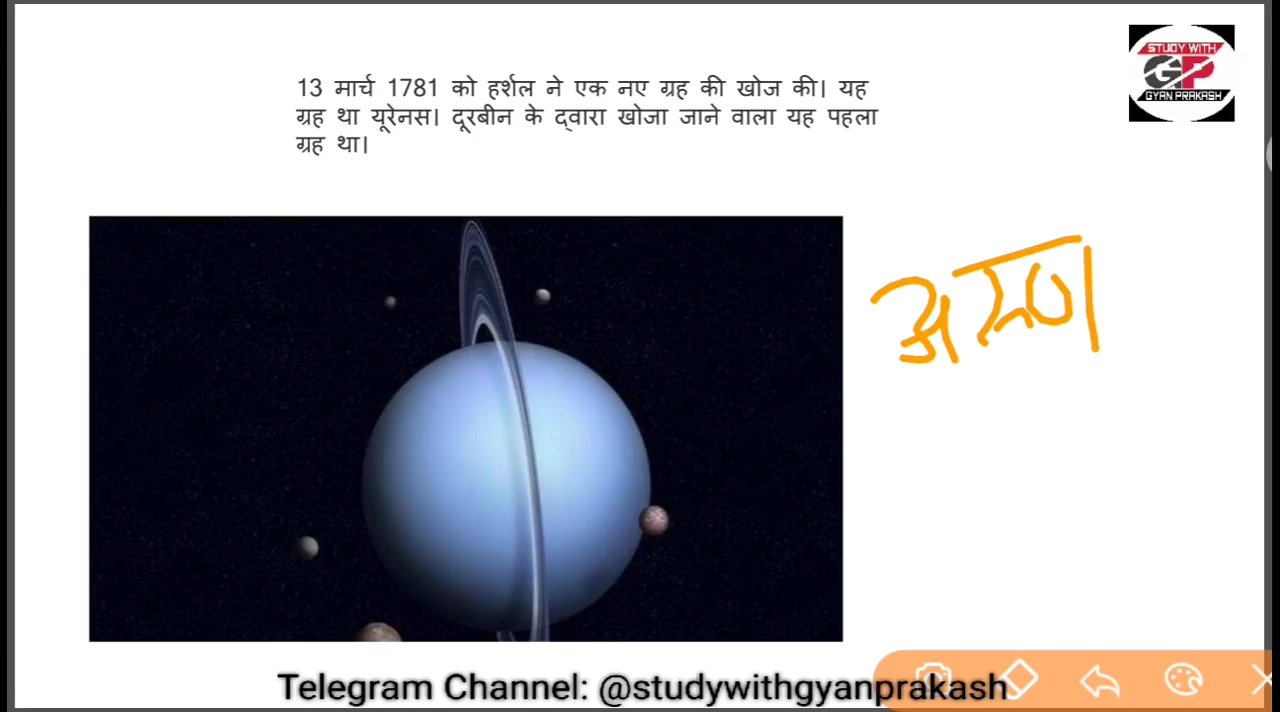 STUDY WITH
GP
GYAN PRAKASH
13 मार्च 1781 को हर्शल ने एक नए ग्रह की खोज की। यह
ग्रह था यूरेनस। दूरबीन के द्वारा खोजा जाने वाला यह पहला
ग्रह था।
अरुण
Telegram Channel: @studywithgyanprakash